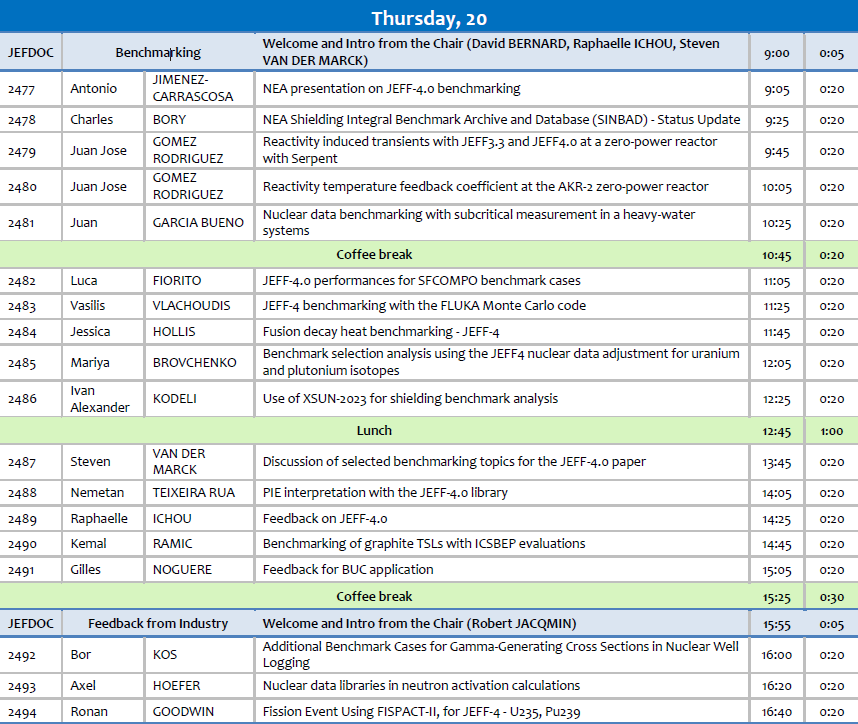 Thursday, 20
JEFDOC Benchmarking Welcome and Intro from the Chair (David BERNARD, Raphaelle ICHOU, Steven VAN DER MARCK) 9:00 0:05
2477 Antonio JIMENEZ-CARRASCOSA NEA presentation on JEFF-4.0 benchmarking 9:05 0:20
2478 Charles BORY NEA Shielding Integral Benchmark Archive and Database (SINBAD) - Status Update 9:25 0:20
2479 Juan Jose GOMEZ RODRIGUEZ Reactivity induced transients with JEFF3.3 and JEFF4.0 at a zero-power reactor with Serpent 9:45 0:20
2480 Juan Jose GOMEZ RODRIGUEZ Reactivity temperature feedback coefficient at the AKR-2 zero-power reactor 10:05 0:20
2481 Juan GARCIA BUENO Nuclear data benchmarking with subcritical measurement in a heavy-water systems 10:25 0:20
Coffee break 10:45 0:20
2482 Luca FIORITO JEFF-4.0 performances for SFCOMPO benchmark cases 11:05 0:20
2483 Vasilis VLACHOUDIS JEFF-4 benchmarking with the FLUKA Monte Carlo code 11:25 0:20
2484 Jessica HOLLIS Fusion decay heat benchmarking - JEFF-4 11:45 0:20
2485 Mariya BROVCHENKO Benchmark selection analysis using the JEFF4 nuclear data adjustment for uranium and plutonium isotopes 12:05 0:20
2486 Ivan Alexander KODELI Use of XSUN-2023 for shielding benchmark analysis 12:25 0:20
Lunch 12:45 1:00
2487 Steven VAN DER MARCK Discussion of selected benchmarking topics for the JEFF-4.0 paper 13:45 0:20
2488 Nemetan TEIXEIRA RUA PIE interpretation with the JEFF-4.0 library 14:05 0:20
2489 Raphaelle ICHOU Feedback on JEFF-4.0 14:25 0:20
2490 Kemal RAMIC Benchmarking of graphite TSLs with ICSBEP evaluations 14:45 0:20
2491 Gilles NOGUERE Feedback for BUC application 15:05 0:20
Coffee break 15:25 0:30
JEFDOC Feedback from Industry Welcome and Intro from the Chair (Robert JACQMIN) 15:55 0:05
2492 Bor KOS Additional Benchmark Cases for Gamma-Generating Cross Sections in Nuclear Well Logging 16:00 0:20
2493 Axel HOEFER Nuclear data libraries in neutron activation calculations 16:20 0:20
2494 Ronan GOODWIN Fission Event Using FISPACT-II, for JEFF-4 - U235, Pu239 16:40 0:20